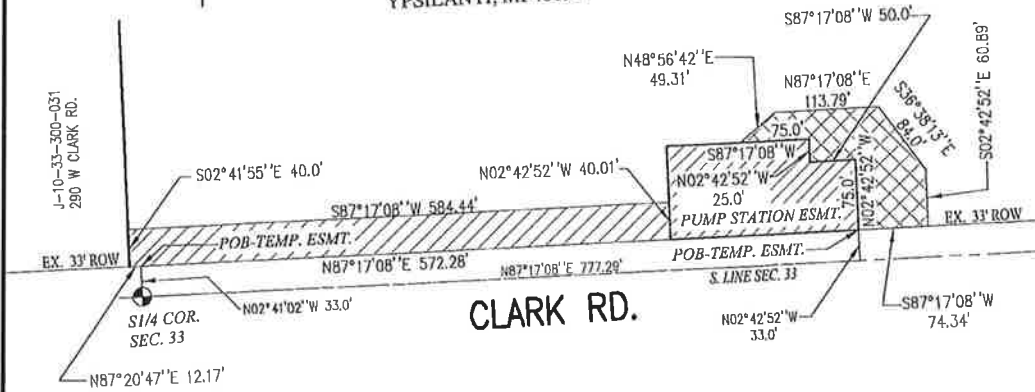 YPSILANTI, MI
J-10-33-300-031
290 W CLARK RD.
S02°41'55''E 40.0'
S87°17'08''W 584.44'
N02°42'52''W 40.01'
N48°56'42''E
49.31'
N87°17'08''E
113.79'
S87°17'08''W 50.0'
75.0'
S87°17'08''W
N02°42'52''W
25.0'
75.0'
N02°42'52''W
S36°38'13''E
84.0'
S02°42'52''E 60.89'
PUMP STATION ESMT.
EX. 33' ROW
POB-TEMP. ESMT.
EX. 33' ROW
POB-TEMP. ESMT.
N87°17'08''E 572.28'
N87°17'08''E 777.29'
S. LINE SEC. 33
S1/4 COR.
SEC. 33
N02°41'02''W 33.0'
CLARK RD.
N02°42'52''W
33.0'
S87°17'08''W
74.34'
N87°20'47''E 12.17'